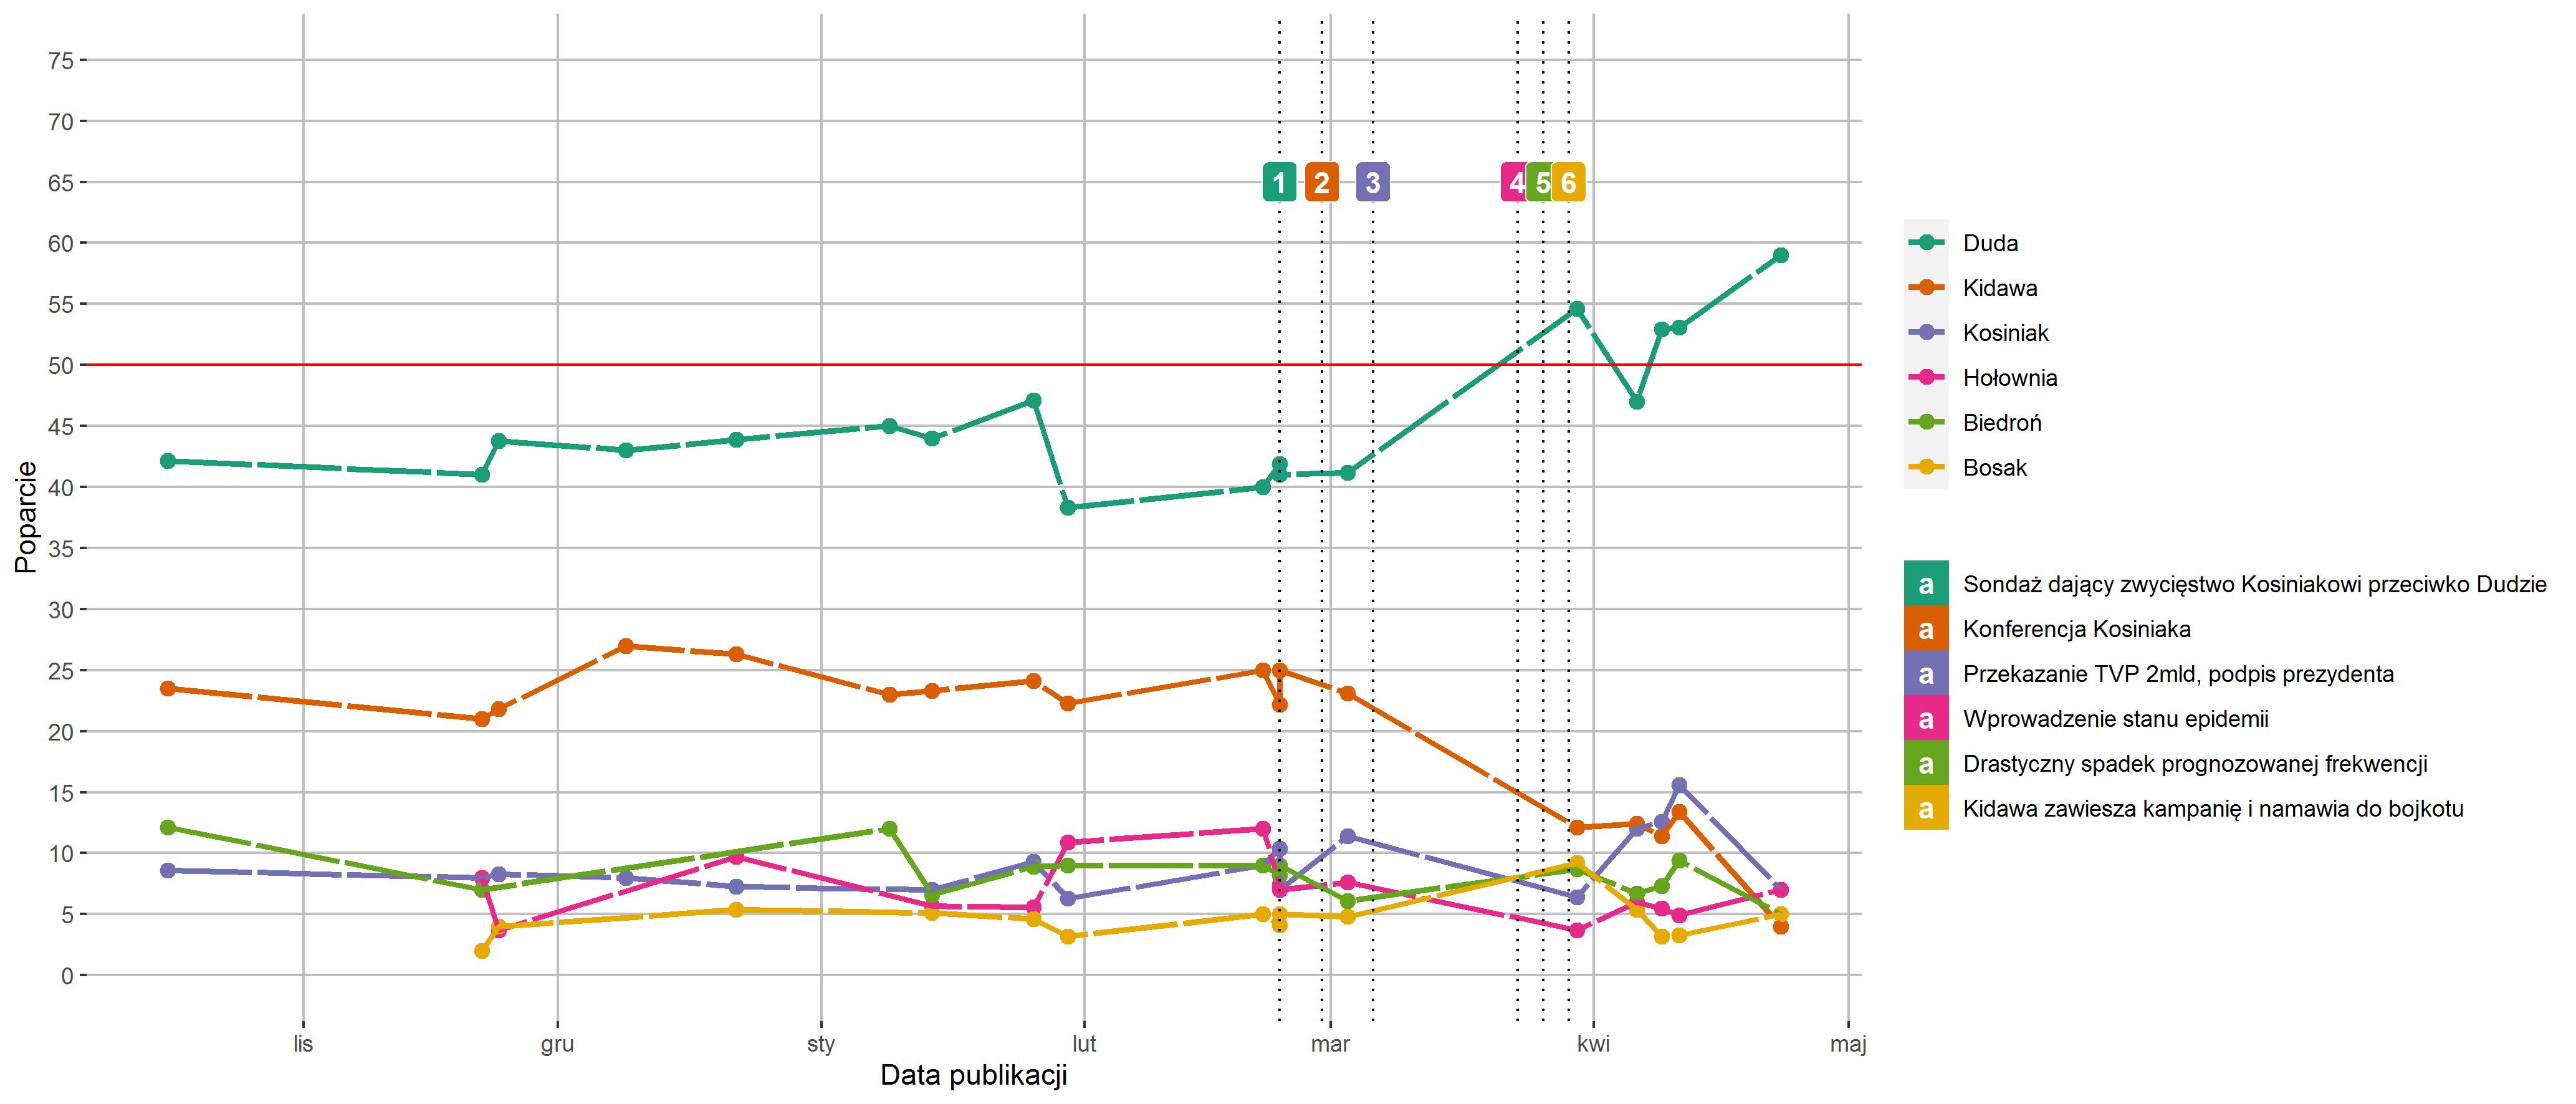 75
70
65
60
55
50
45
40
35
30
25
20
15
10
5
0
Poparcie
1 2 3 4 5 6
lis gru sty lut mar kwi maj
Data publikacji
Duda
Kidawa
Kosiniak
Hołownia
Biedroń
Bosak
a Sondaż dający zwycięstwo Kosiniakowi przeciwko Dudzie
a Konferencja Kosiniaka
a Przekazanie TVP 2mld, podpis prezydenta
a Wprowadzenie stanu epidemii
a Drastyczny spadek prognozowanej frekwencji
a Kidawa zawiesza kampanię i namawia do bojkotu